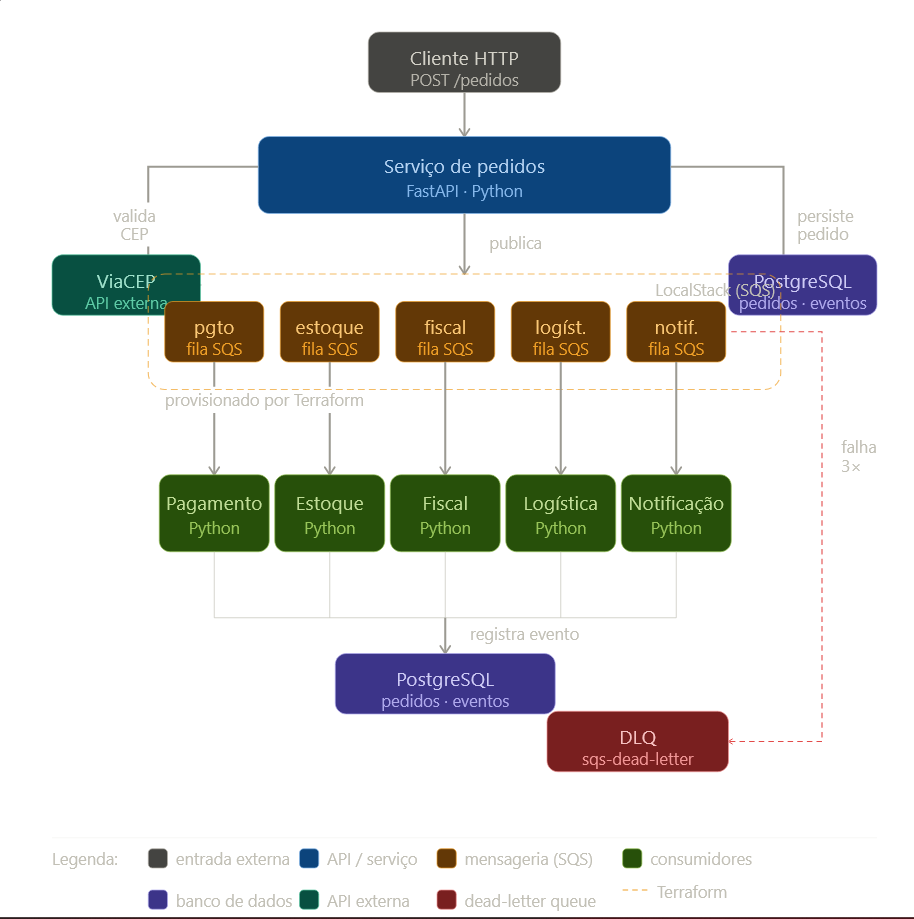 Cliente HTTP
POST /pedidos
Serviço de pedidos
FastAPI · Python
valida
CEP
publica
persiste
pedido
ViaCEP
API externa
LocalStack (SQS)
PostgreSQL
pedidos · eventos
pgto
fila SQS
estoque
fila SQS
fiscal
fila SQS
logíst.
fila SQS
notif.
fila SQS
provisionado por Terraform
falha
3×
Pagamento
Python
Estoque
Python
Fiscal
Python
Logística
Python
Notificação
Python
registra evento
PostgreSQL
pedidos · eventos
DLQ
sqs-dead-letter
Legenda:
entrada externa
API / serviço
mensageria (SQS)
consumidores
banco de dados
API externa
dead-letter queue
Terraform